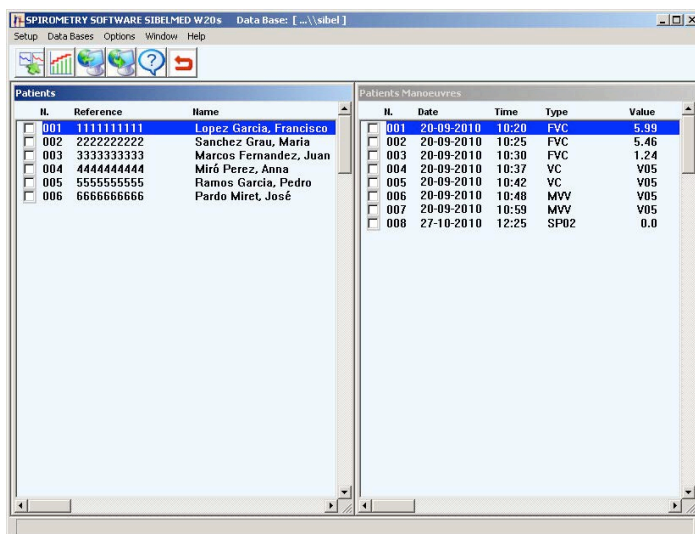 SPIROMETRY SOFTWARE SIBELMED W20s Data Base: [ ...\\sibel ]
Setup Data Bases Options Window Help
Patients
N. Reference Name
001 1111111111 Lopez Garcia, Francisco
002 2222222222 Sanchez Grau, Maria
003 3333333333 Marcos Fernandez, Juan
004 4444444444 Miró Perez, Anna
005 5555555555 Ramos Garcia, Pedro
006 6666666666 Pardo Miret, José
Patients Manoeuvres
N. Date Time Type Value
001 20-09-2010 10:20 FVC 5.99
002 20-09-2010 10:25 FVC 5.46
003 20-09-2010 10:30 FVC 1.24
004 20-09-2010 10:37 VC V05
005 20-09-2010 10:42 VC V05
006 20-09-2010 10:48 MVV V05
007 20-09-2010 10:59 MVV V05
008 27-10-2010 12:25 SP02 0.0